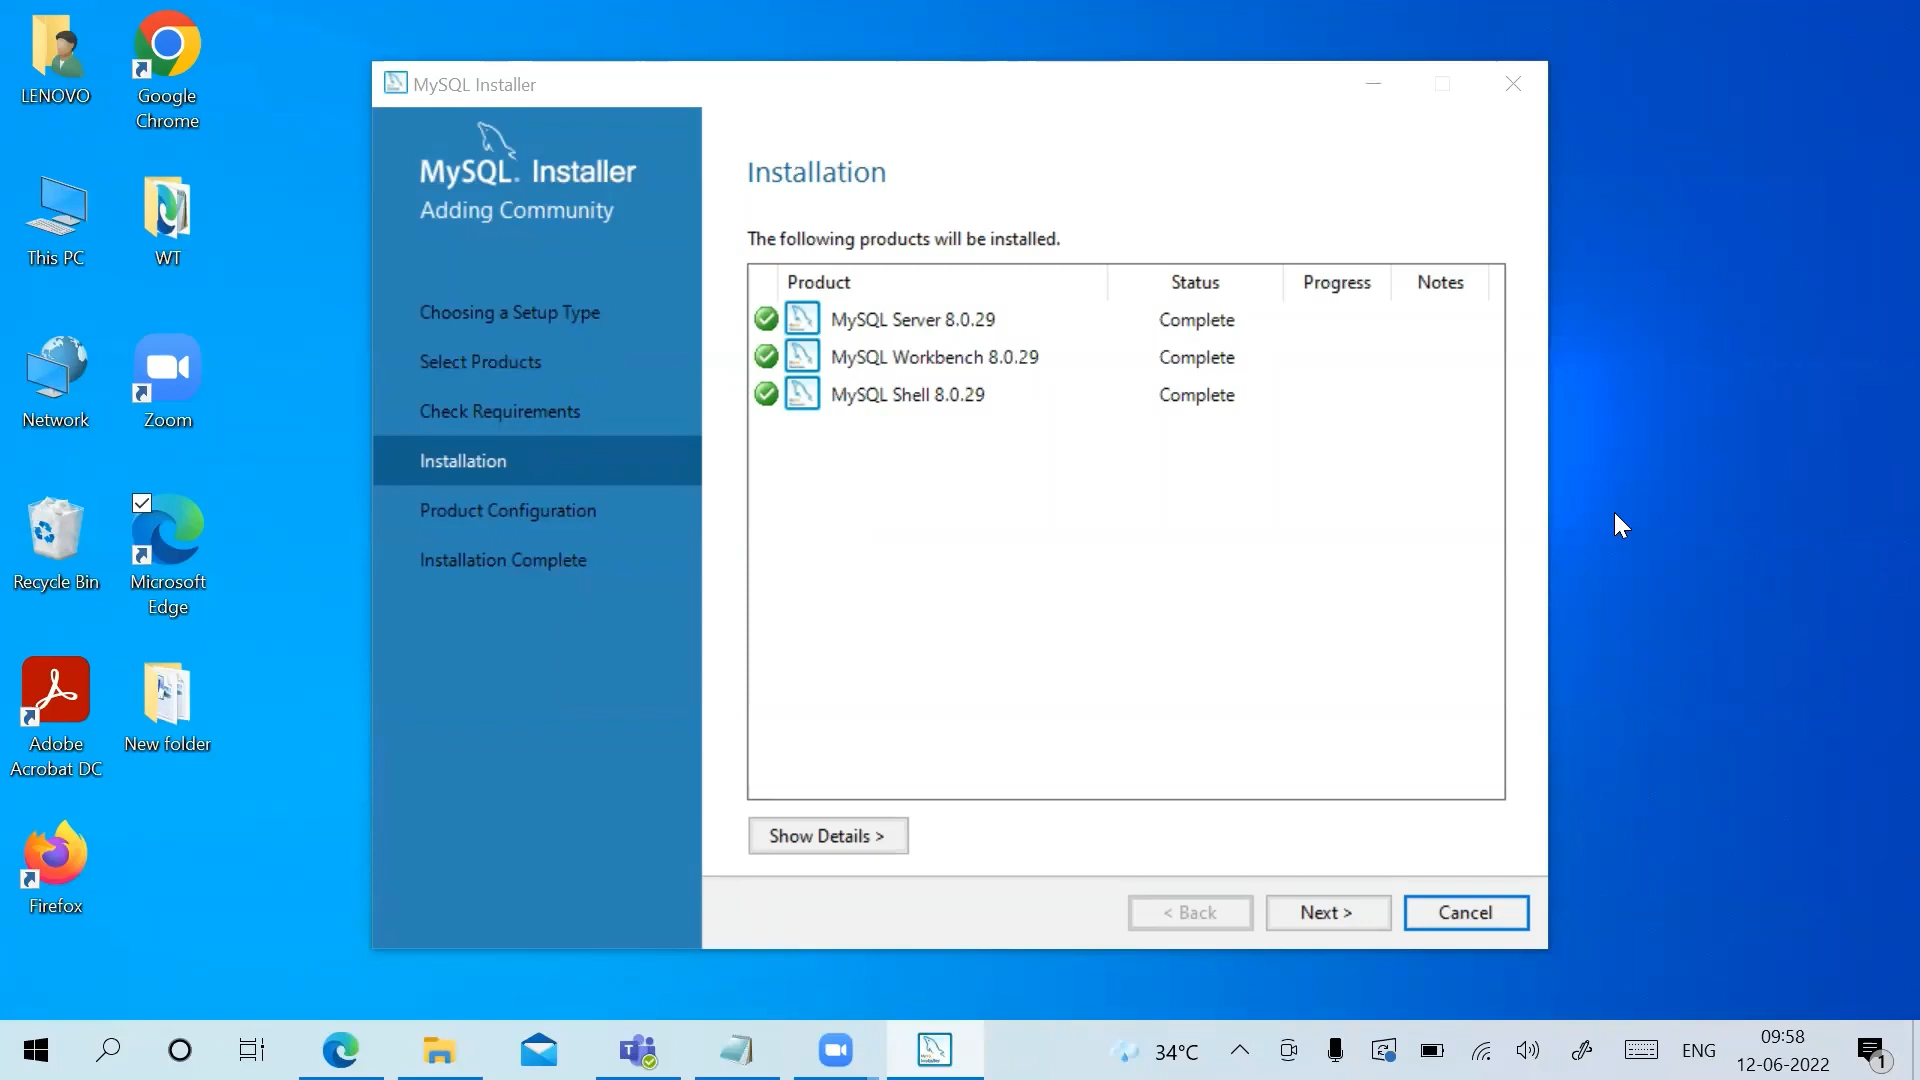 LENOVO
Google
Chrome
This PC
WT
Network
Zoom
Recycle Bin
Microsoft
Edge
Adobe
Acrobat DC
New folder
Firefox
MySQL Installer
MySQL. Installer
Adding Community
Choosing a Setup Type
Select Products
Check Requirements
Installation
Product Configuration
Installation Complete
Installation
The following products will be installed.
Product Status Progress Notes
MySQL Server 8.0.29 Complete
MySQL Workbench 8.0.29 Complete
MySQL Shell 8.0.29 Complete
Show Details >
< Back
Next >
Cancel
34°C
ENG
09:58
12-06-2022
1